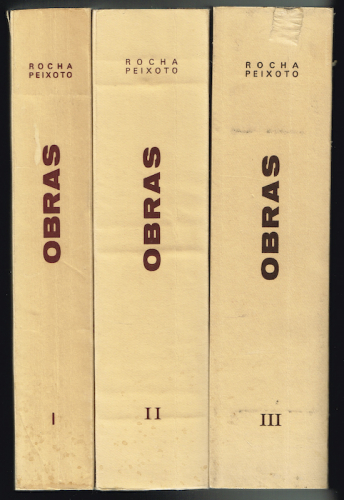 ROCHA
PEIXOTO
OBRAS
I
ROCHA
PEIXOTO
OBRAS
II
ROCHA
PEIXOTO
OBRAS
III